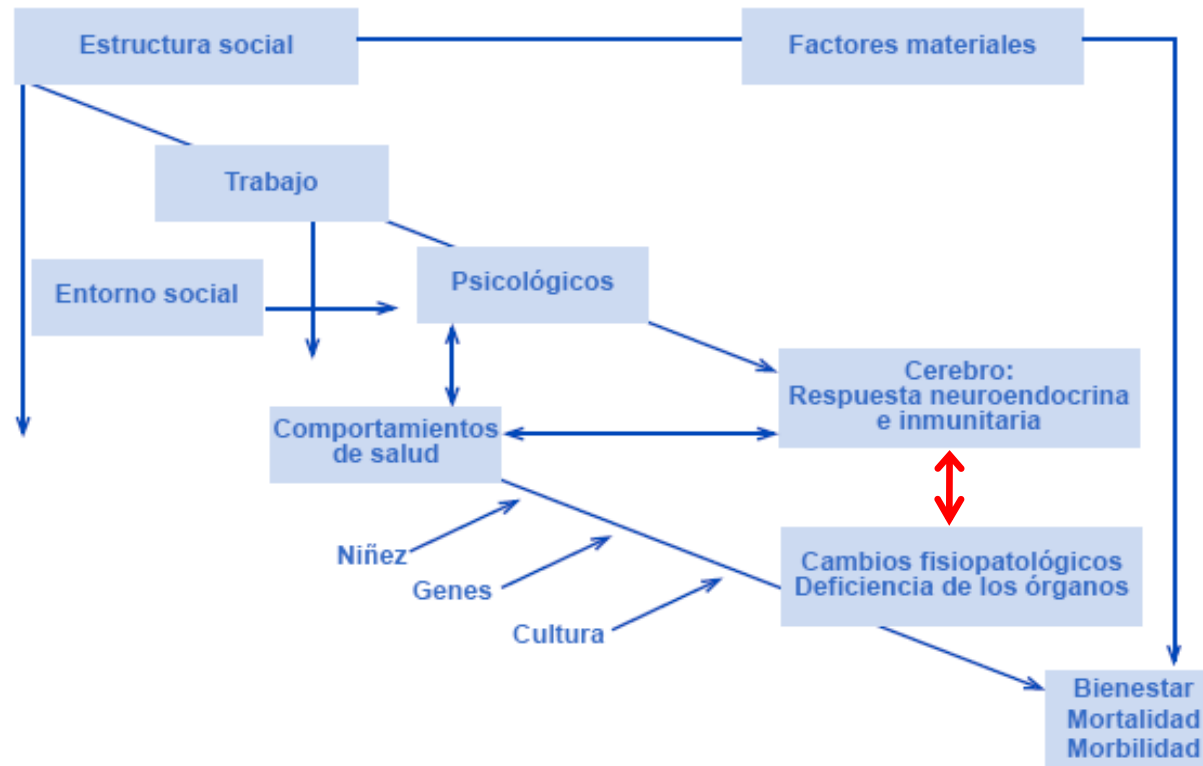 Estructura social
Factores materiales
Trabajo
Psicológicos
Entorno social
Cerebro:
Respuesta neuroendocrina
e inmunitaria
Comportamientos
de salud
Niñez
Genes
Cultura
Cambios fisiopatológicos
Deficiencia de los órganos
Bienestar
Mortalidad
Morbilidad